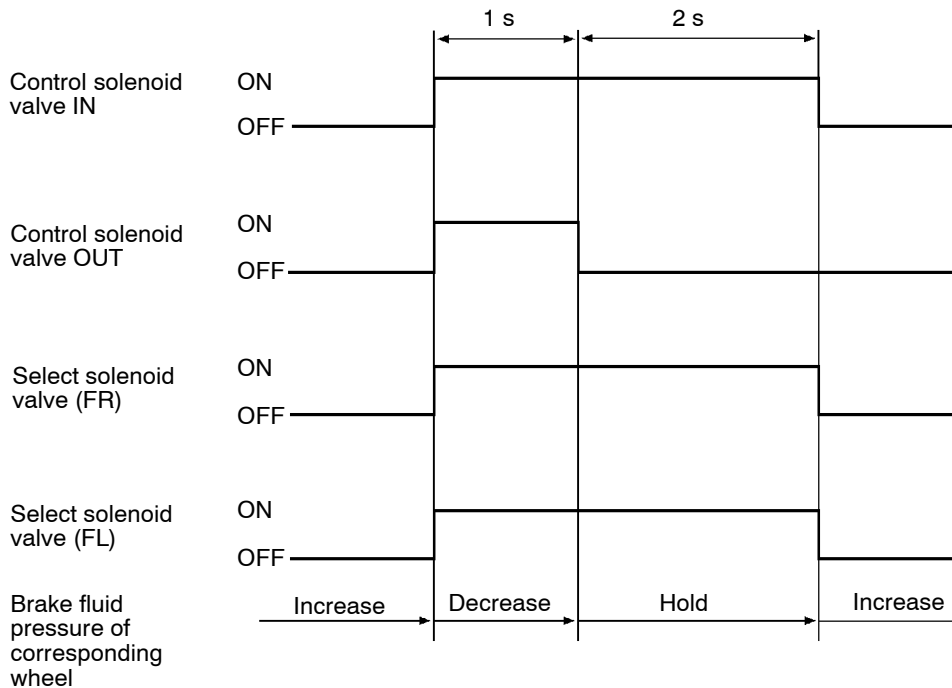 1 s
2 s
Control solenoid
valve IN
ON
OFF
Control solenoid
valve OUT
ON
OFF
Select solenoid
valve (FR)
ON
OFF
Select solenoid
valve (FL)
ON
OFF
Brake fluid
pressure of
corresponding
wheel
Increase
Decrease
Hold
Increase